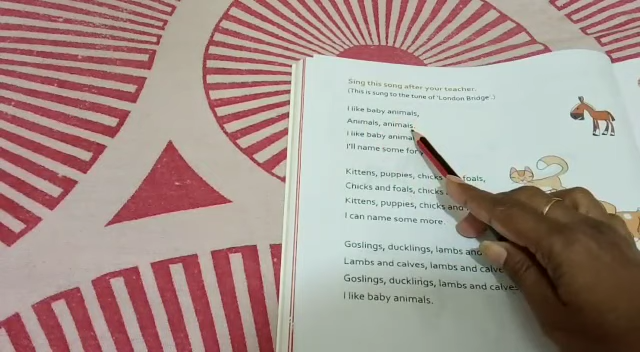 Sing this song after your teacher.
(This is sung to the tune of 'London Bridge'.)
I like baby animals,
Animals, animals.
I like baby
I'll name some for
Kittens, puppies, chicks foals,
Chicks and foals, chicks
Kittens, puppies, chicks and
I can name some more.
Goslings, ducklings, lambs and
Lambs and calves, lambs and calves
Goslings, ducklings, lambs and calves
I like baby animals.